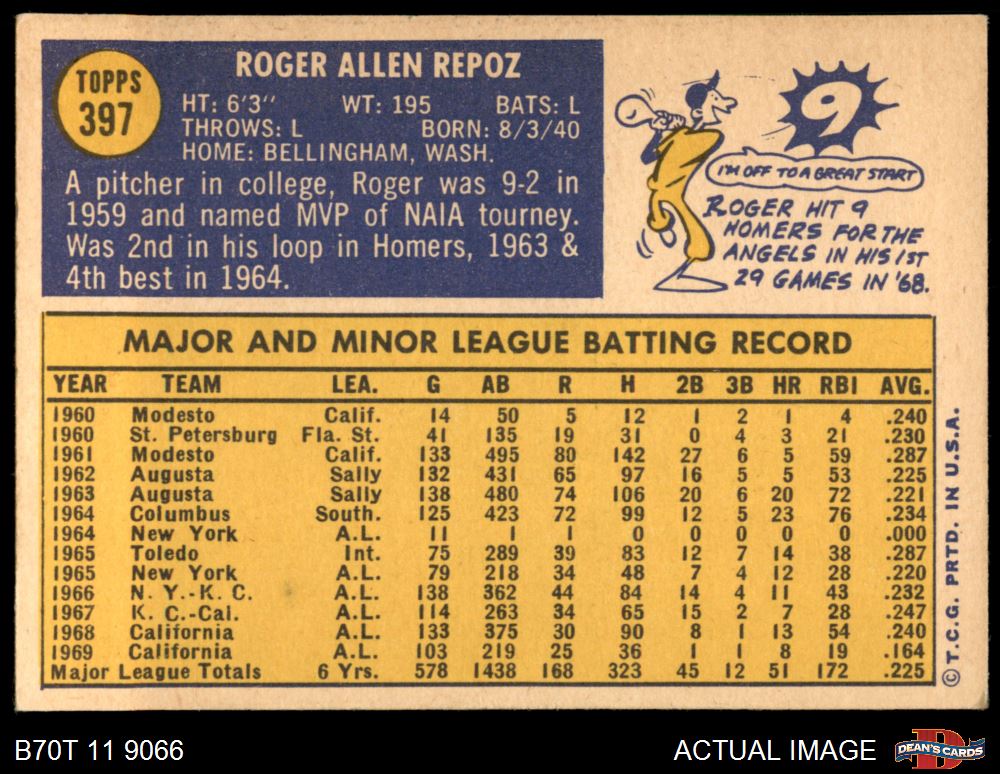 TOPPS
397
ROGER ALLEN REPOZ
HT: 6'3" WT: 195 BATS: L
THROWS: L BORN: 8/3/40
HOME: BELLINGHAM, WASH.
A pitcher in college, Roger was 9-2 in
1959 and named MVP of NAIA tourney.
Was 2nd in his loop in Homers, 1963 &
4th best in 1964.
9
I'M OFF TO A GREAT START
ROGER HIT 9
HOMERS FOR THE
ANGELS IN HIS 1ST
29 GAMES IN '68.
MAJOR AND MINOR LEAGUE BATTING RECORD
YEAR TEAM LEA. G AB R H 2B 3B HR RBI AVG.
1960 Modesto Calif. 14 50 5 12 1 2 1 4 .240
1960 St. Petersburg Fla. St. 41 135 19 31 0 4 3 21 .230
1961 Modesto Calif. 133 495 80 142 27 6 5 59 .287
1962 Augusta Sally 132 431 65 97 16 5 5 53 .225
1963 Augusta Sally 138 480 74 106 20 6 20 72 .221
1964 Columbus South. 125 423 72 99 12 5 23 76 .234
1964 New York A.L. 11 1 1 0 0 0 0 0 .000
1965 Toledo Int. 75 289 39 83 12 7 14 38 .287
1965 New York A.L. 79 218 34 48 7 4 12 28 .220
1966 N. Y.-K. C. A.L. 138 362 44 84 14 4 11 43 .232
1967 K. C.-Cal. A.L. 114 263 34 65 15 2 7 28 .247
1968 California A.L. 133 375 30 90 8 1 13 54 .240
1969 California A.L. 103 219 25 36 1 1 8 19 .164
Major League Totals 6 Yrs. 578 1438 168 323 45 12 51 172 .225
© T.C.G. PRTD. IN U.S.A.
B70T 11 9066
ACTUAL IMAGE
D
DEAN'S CARDS